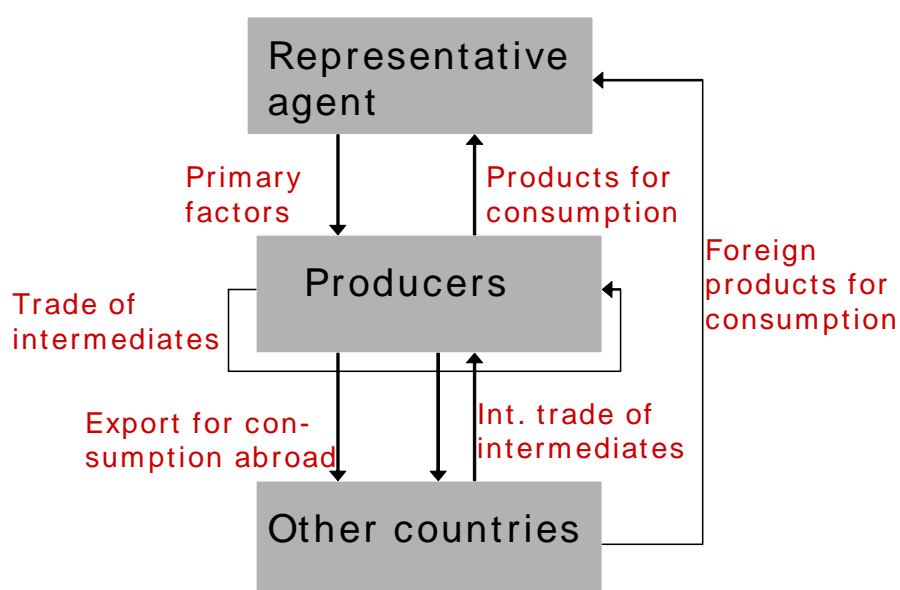 Representative
agent
Primary
factors
Products for
consumption
Producers
Foreign
products for
consumption
Trade of
intermediates
Export for con-
sumption abroad
Int. trade of
intermediates
Other countries